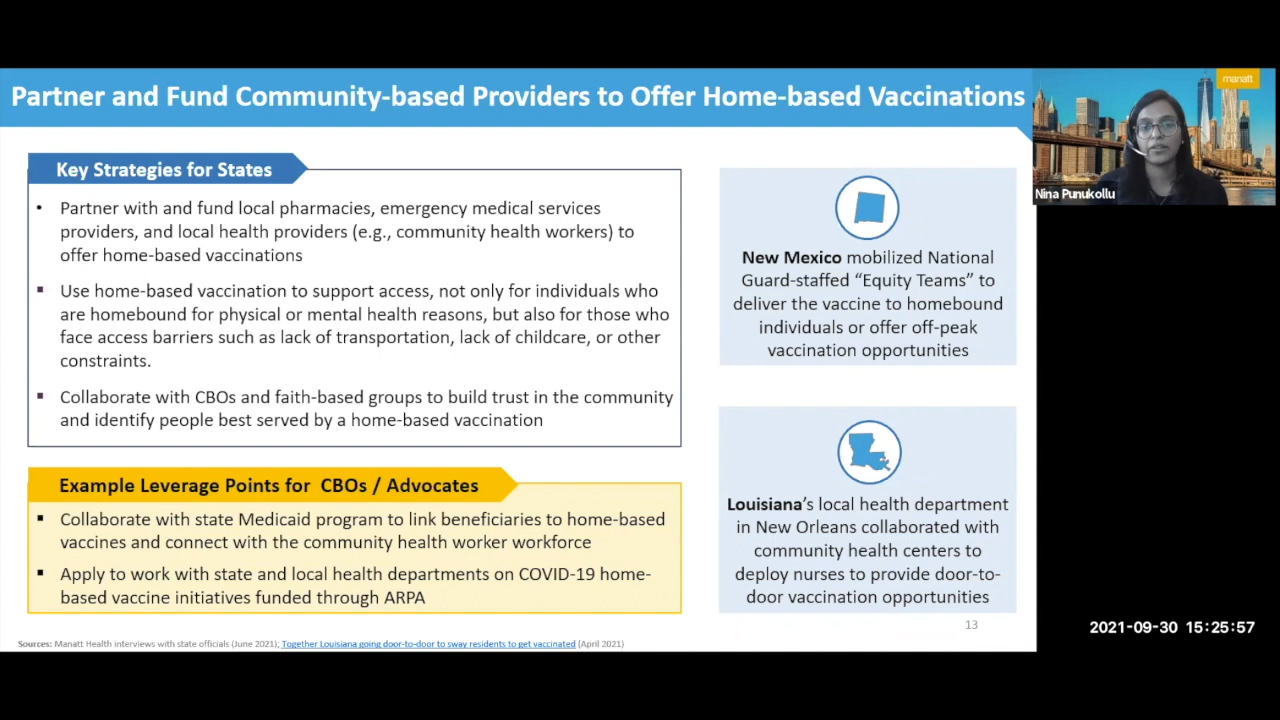 Partner and Fund Community-based Providers to Offer Home-based Vaccinations
manatt
Nina Punukollu
Key Strategies for States
• Partner with and fund local pharmacies, emergency medical services
providers, and local health providers (e.g., community health workers) to
offer home-based vaccinations
▪ Use home-based vaccination to support access, not only for individuals who
are homebound for physical or mental health reasons, but also for those who
face access barriers such as lack of transportation, lack of childcare, or other
constraints.
▪ Collaborate with CBOs and faith-based groups to build trust in the community
and identify people best served by a home-based vaccination
Example Leverage Points for CBOs / Advocates
▪ Collaborate with state Medicaid program to link beneficiaries to home-based
vaccines and connect with the community health worker workforce
▪ Apply to work with state and local health departments on COVID-19 home-
based vaccine initiatives funded through ARPA
New Mexico mobilized National
Guard-staffed “Equity Teams” to
deliver the vaccine to homebound
individuals or offer off-peak
vaccination opportunities
Louisiana’s local health department
in New Orleans collaborated with
community health centers to
deploy nurses to provide door-to-
door vaccination opportunities
13
Sources: Manatt Health interviews with state officials (June 2021); Together Louisiana going door-to-door to sway residents to get vaccinated (April 2021)
2021-09-30 15:25:57